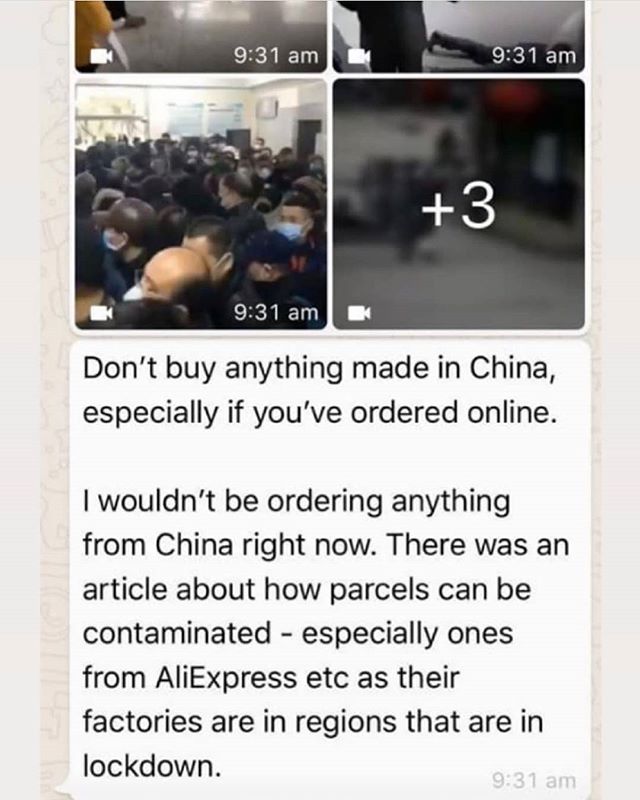 9:31 am
9:31 am
+3
9:31 am
Don't buy anything made in China,
especially if you've ordered online.
I wouldn't be ordering anything
from China right now. There was an
article about how parcels can be
contaminated - especially ones
from AliExpress etc as their
factories are in regions that are in
lockdown.
9:31 am